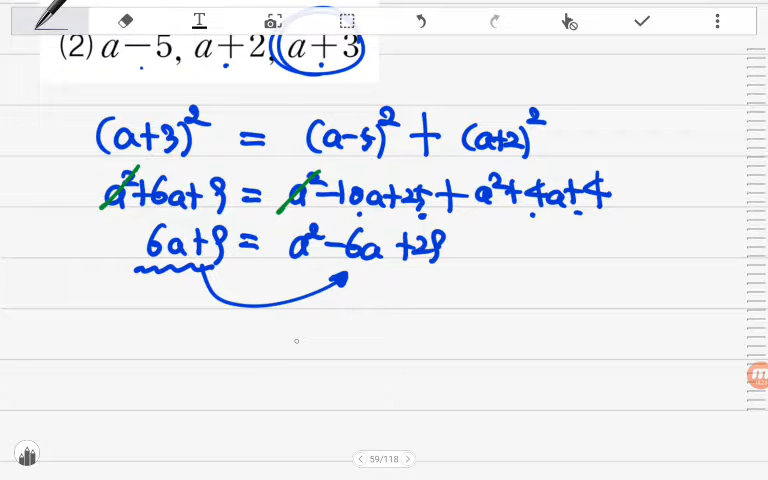 (2) a−5, a+2, (a+3
(a+3)² = (a-5)² + (a+2)²
a²+6a+9 = a²-10a+25+a²+4a+4
6a+9 = a²-6a+29
59/118